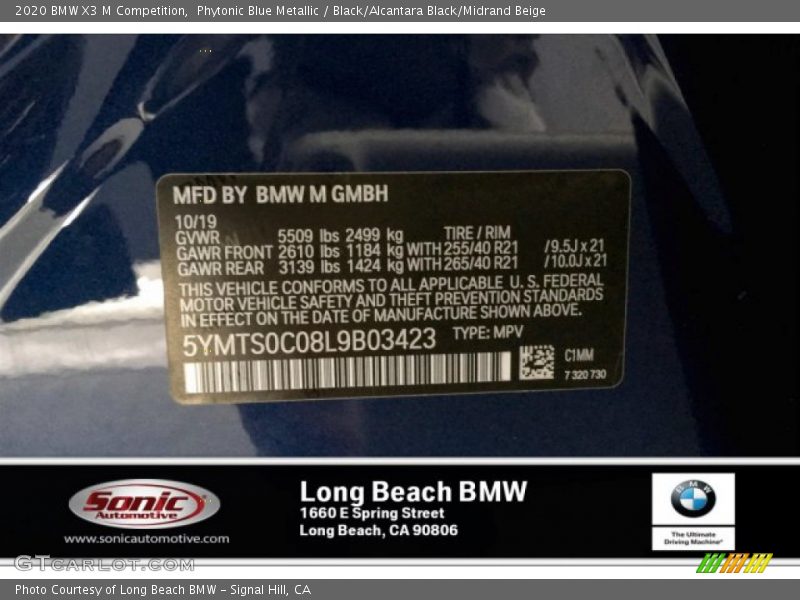 2020 BMW X3 M Competition,  Phytonic Blue Metallic / Black/Alcantara Black/Midrand Beige
MFD BY BMW M GMBH
10/19
GVWR 5509 lbs 2499 kg TIRE / RIM
GAWR FRONT 2610 lbs 1184 kg WITH 255/40 R21 /9.5J x 21
GAWR REAR 3139 lbs 1424 kg WITH 265/40 R21 /10.0J x 21
THIS VEHICLE CONFORMS TO ALL APPLICABLE U. S. FEDERAL
MOTOR VEHICLE SAFETY AND THEFT PREVENTION STANDARDS
IN EFFECT ON THE DATE OF MANUFACTURE SHOWN ABOVE.
5YMTS0C08L9B03423 TYPE: MPV
C1MM
7 320 730
Sonic
Automotive
www.sonicautomotive.com
Long Beach BMW
1660 E Spring Street
Long Beach, CA 90806
BMW
The Ultimate
Driving Machine®
GTCARLOT.COM
Photo Courtesy of Long Beach BMW – Signal Hill, CA